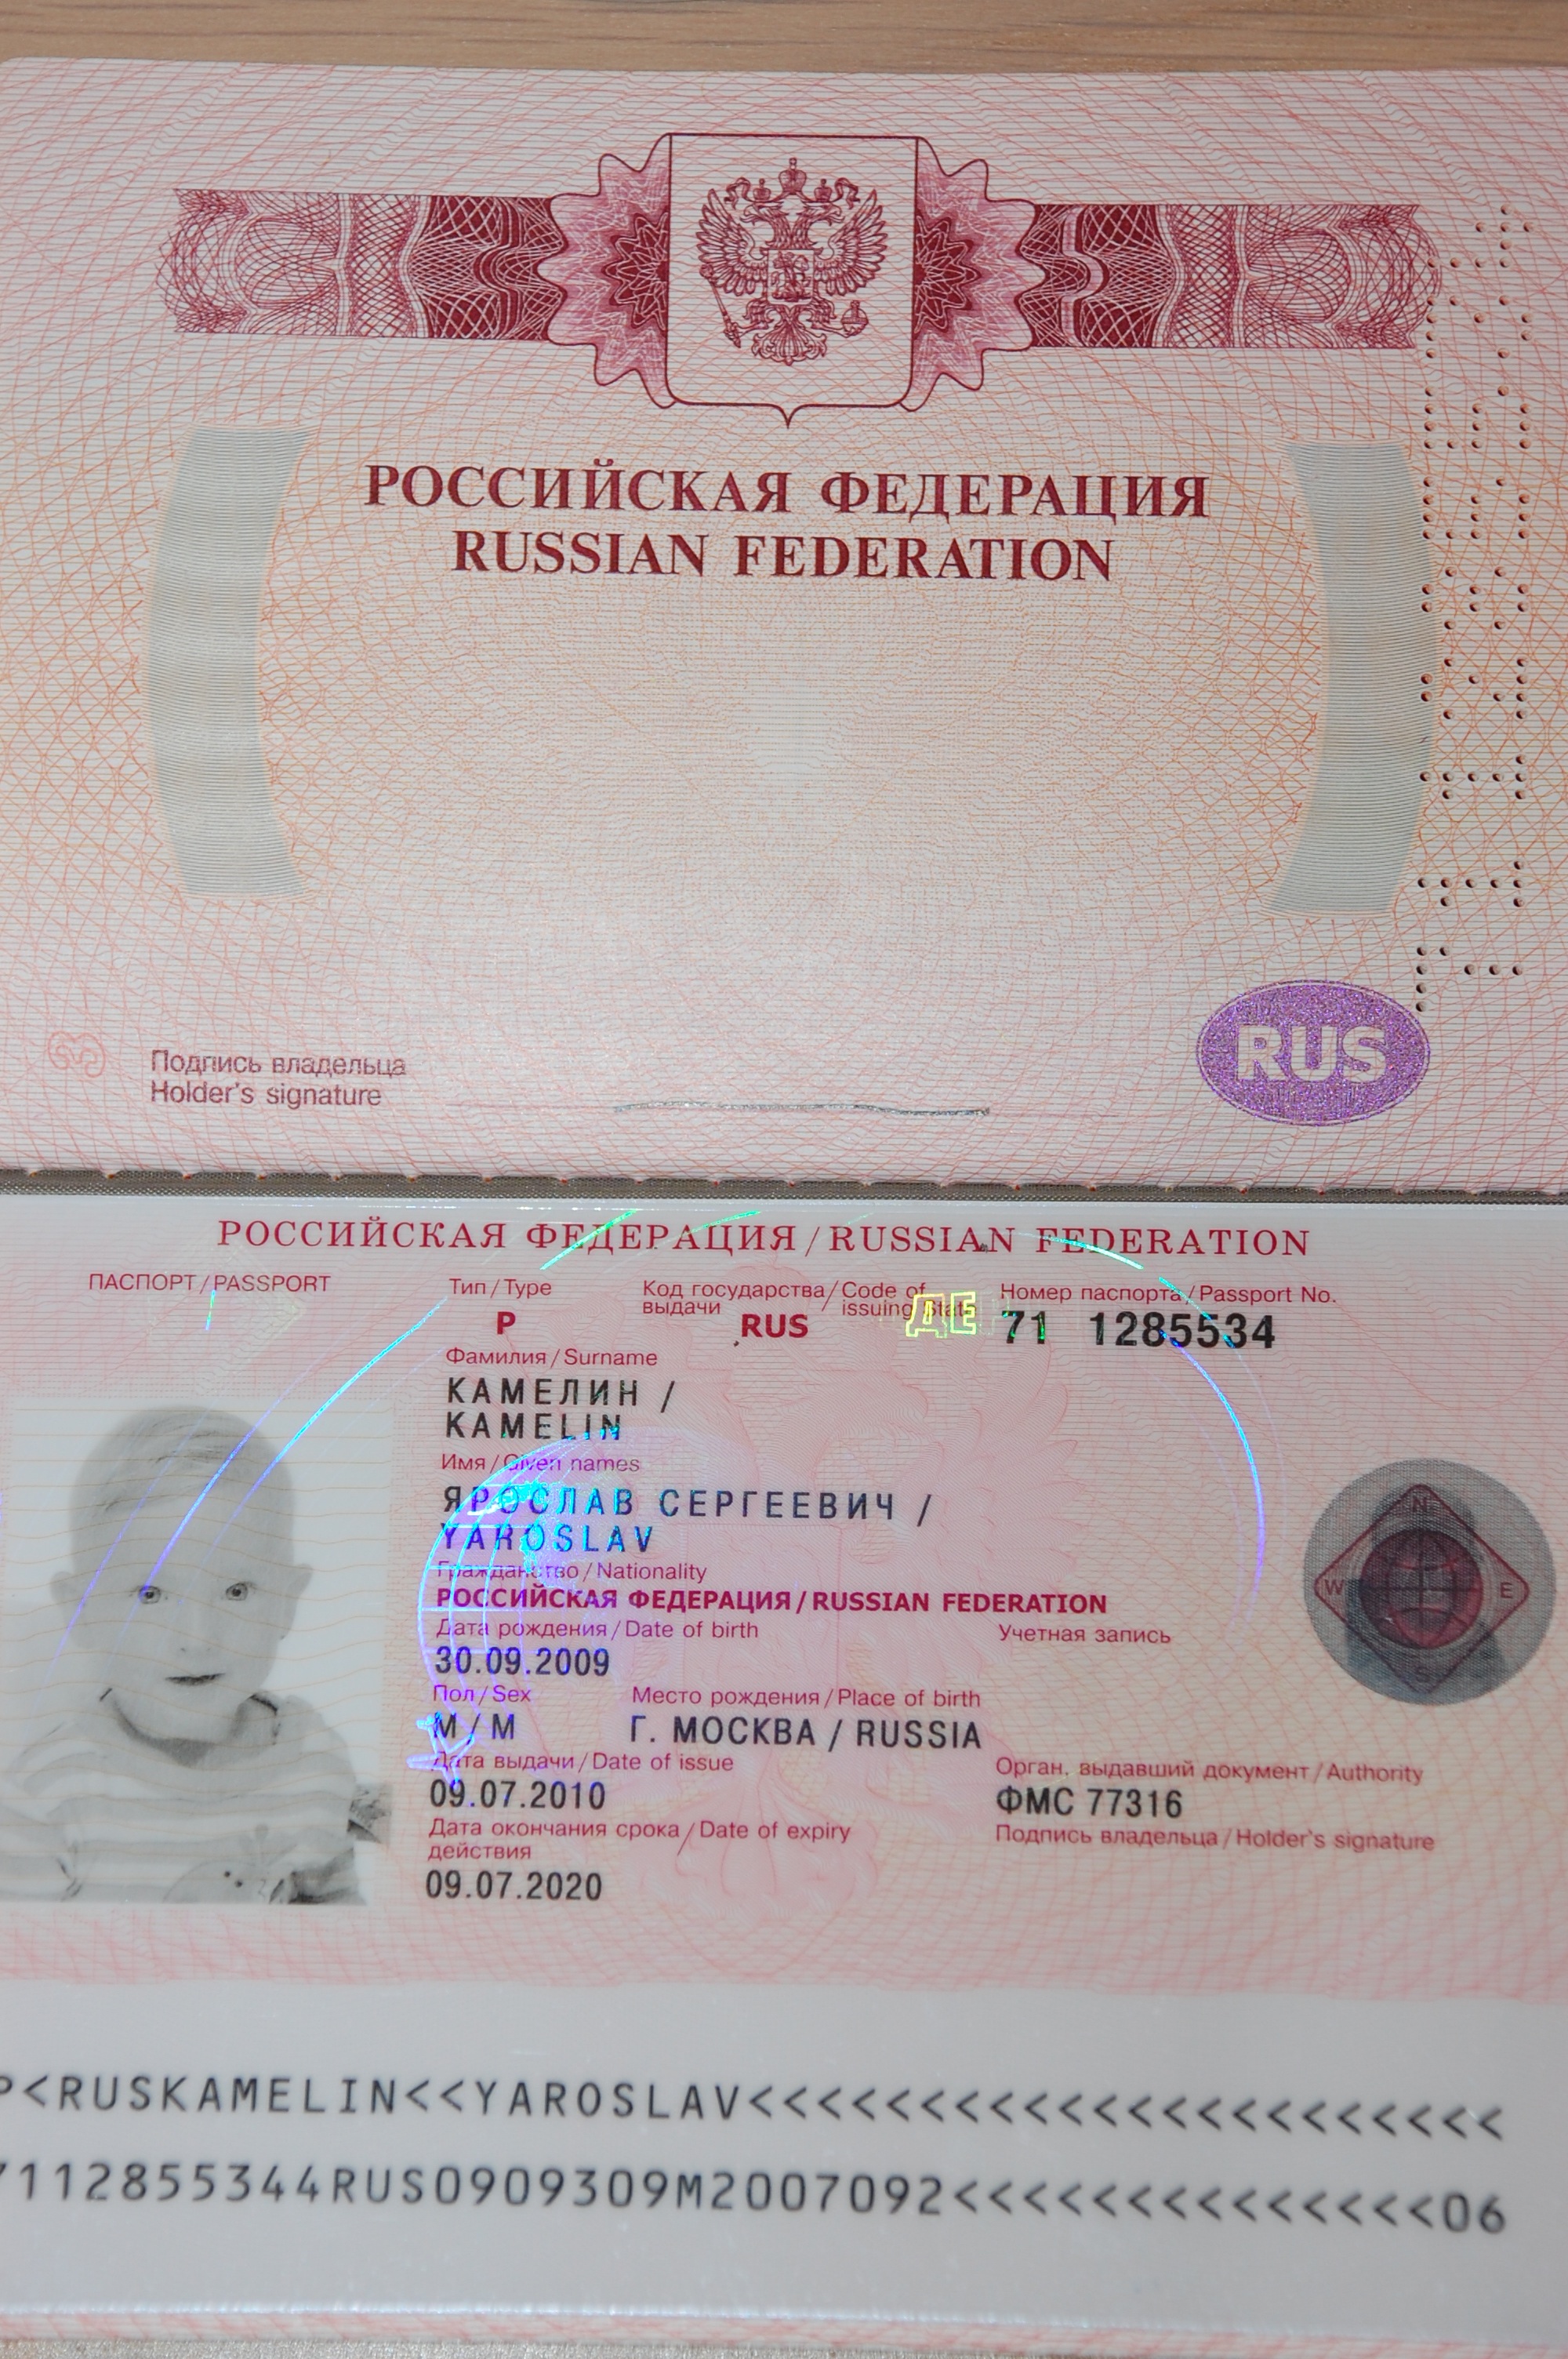 РОССИЙСКАЯ ФЕДЕРАЦИЯ
RUSSIAN FEDERATION
Подпись владельца
Holder's signature
RUS
РОССИЙСКАЯ ФЕДЕРАЦИЯ / RUSSIAN FEDERATION
ПАСПОРТ / PASSPORT
Тип / Type
Код государства / Code of
выдачи / issuing State
Номер паспорта / Passport No.
P
RUS
ДЕ
71 1285534
Фамилия / Surname
КАМЕЛИН /
KAMELIN
Имя / Given names
ЯРОСЛАВ СЕРГЕЕВИЧ /
YAROSLAV
Гражданство / Nationality
РОССИЙСКАЯ ФЕДЕРАЦИЯ / RUSSIAN FEDERATION
Дата рождения / Date of birth
Учетная запись
30.09.2009
N
W
E
S
Пол / Sex
Место рождения / Place of birth
М / M
Г. МОСКВА / RUSSIA
Дата выдачи / Date of issue
Орган, выдавший документ / Authority
09.07.2010
ФМС 77316
Дата окончания срока / Date of expiry
действия
Подпись владельца / Holder's signature
09.07.2020
P<RUSKAMELIN<<YAROSLAV<<<<<<<<<<<<<<<<<<<<<<
7112855344RUS0909309M2007092<<<<<<<<<<<<<<06